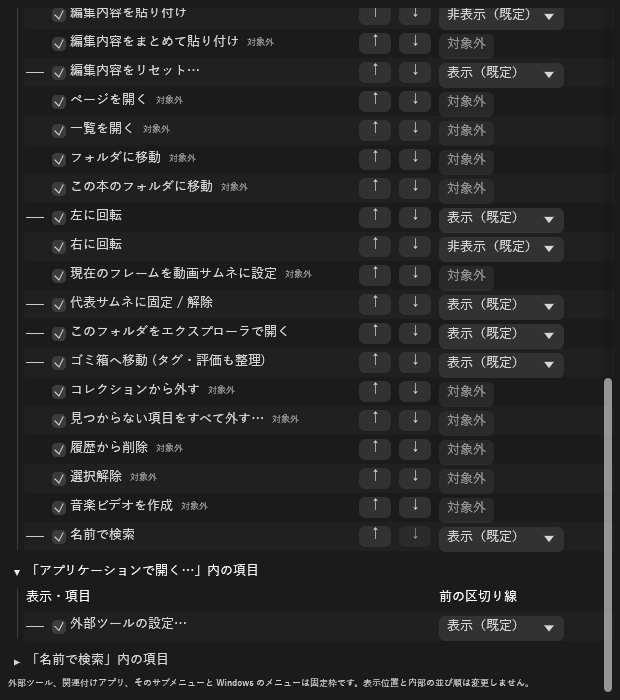 編集内容を貼り付け ↑ ↓ 非表示（既定）
編集内容をまとめて貼り付け 対象外 ↑ ↓ 対象外
編集内容をリセット… ↑ ↓ 表示（既定）
ページを開く 対象外 ↑ ↓ 対象外
一覧を開く 対象外 ↑ ↓ 対象外
フォルダに移動 対象外 ↑ ↓ 対象外
この本のフォルダに移動 対象外 ↑ ↓ 対象外
左に回転 ↑ ↓ 表示（既定）
右に回転 ↑ ↓ 非表示（既定）
現在のフレームを動画サムネに設定 対象外 ↑ ↓ 対象外
代表サムネに固定 / 解除 ↑ ↓ 表示（既定）
このフォルダをエクスプローラで開く ↑ ↓ 表示（既定）
ゴミ箱へ移動 (タグ・評価も整理) ↑ ↓ 表示（既定）
コレクションから外す 対象外 ↑ ↓ 対象外
見つからない項目をすべて外す… 対象外 ↑ ↓ 対象外
履歴から削除 対象外 ↑ ↓ 対象外
選択解除 対象外 ↑ ↓ 対象外
音楽ビデオを作成 対象外 ↑ ↓ 対象外
名前で検索 ↑ ↓ 表示（既定）
▼ 「アプリケーションで開く…」内の項目
表示・項目 前の区切り線
外部ツールの設定… 表示（既定）
► 「名前で検索」内の項目
外部ツール、関連付けアプリ、そのサブメニューと Windows のメニューは固定枠です。表示位置と内部の並び順は変更しません。